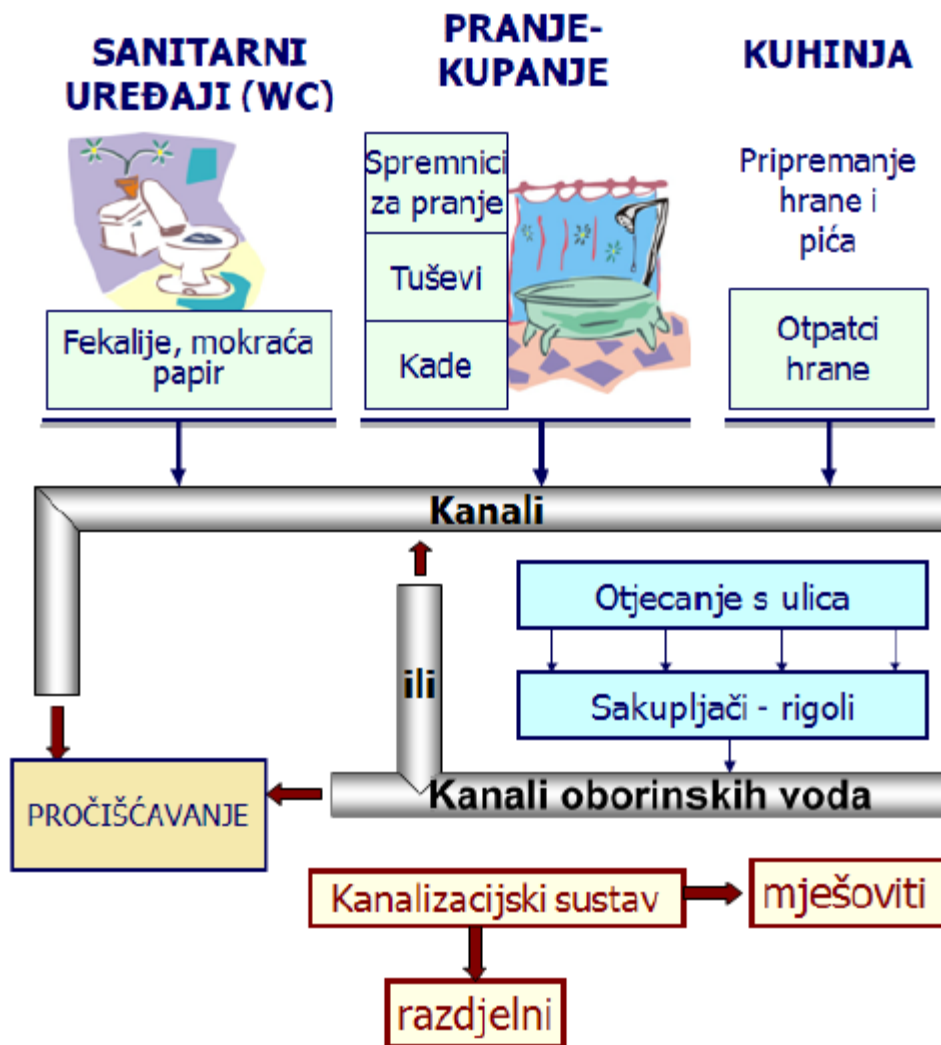 SANITARNI
UREĐAJI (WC)
PRANJE-
KUPANJE
KUHINJA
Spremnici
za pranje
Tuševi
Kade
Pripremanje
hrane i
pića
Fekalije, mokraća
papir
Otpatci
hrane
Kanali
Otjecanje s ulica
ili
Sakupljači - rigoli
Kanali oborinskih voda
PROČIŠĆAVANJE
Kanalizacijski sustav
mješoviti
razdjelni